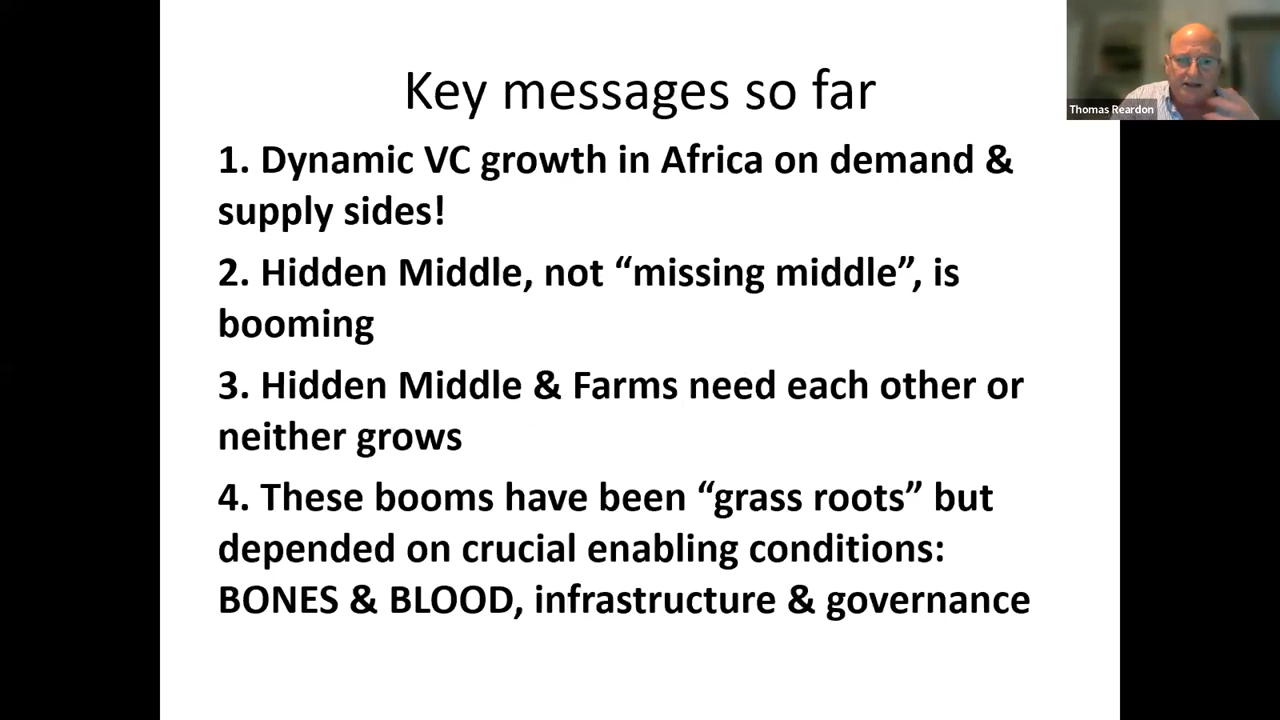 Key messages so far
Thomas Reardon
1. Dynamic VC growth in Africa on demand &
supply sides!
2. Hidden Middle, not “missing middle”, is
booming
3. Hidden Middle & Farms need each other or
neither grows
4. These booms have been “grass roots” but
depended on crucial enabling conditions:
BONES & BLOOD, infrastructure & governance